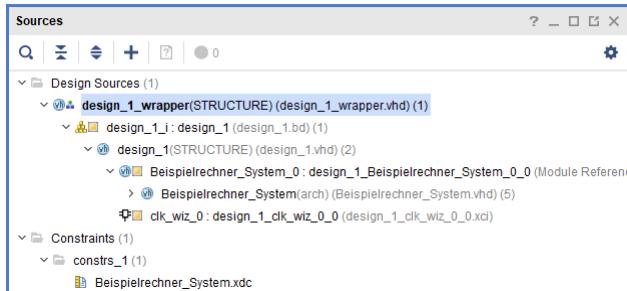 Sources
0
Design Sources (1)
design_1_wrapper(STRUCTURE) (design_1_wrapper.vhd) (1)
design_1_i : design_1 (design_1.bd) (1)
design_1(STRUCTURE) (design_1.vhd) (2)
Beispielrechner_System_0 : design_1_Beispielrechner_System_0_0 (Module Referenc
Beispielrechner_System(arch) (Beispielrechner_System.vhd) (5)
clk_wiz_0 : design_1_clk_wiz_0_0 (design_1_clk_wiz_0_0.xci)
Constraints (1)
constrs_1 (1)
Beispielrechner_System.xdc